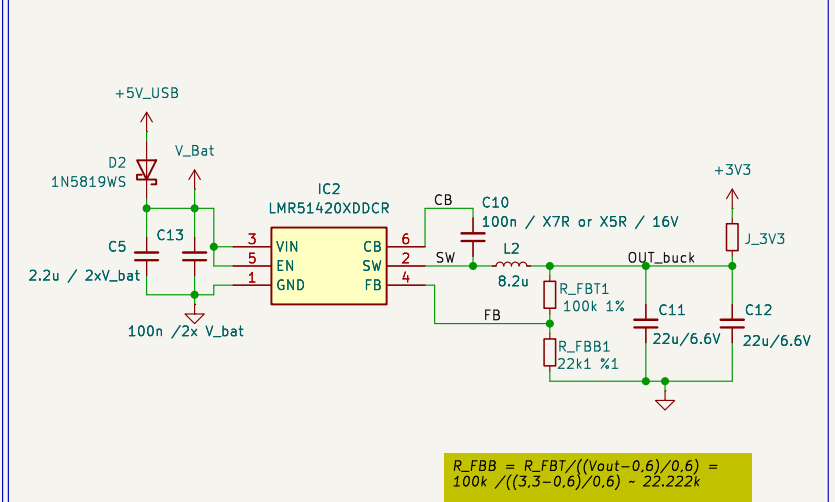 +5V_USB
D2
1N5819WS
V_Bat
C5
2.2u / 2xV_bat
C13
100n /2x V_bat
IC2
LMR51420XDDCR
3
VIN
5
EN
1
GND
CB
6
SW
2
FB
4
CB
C10
100n / X7R or X5R / 16V
SW
L2
8.2u
FB
R_FBT1
100k 1%
R_FBB1
22k1 %1
OUT_buck
C11
22u/6.6V
+3V3
J_3V3
C12
22u/6.6V
R_FBB = R_FBT/((Vout-0,6)/0,6) =
100k /((3,3-0,6)/0,6) ~ 22.222k